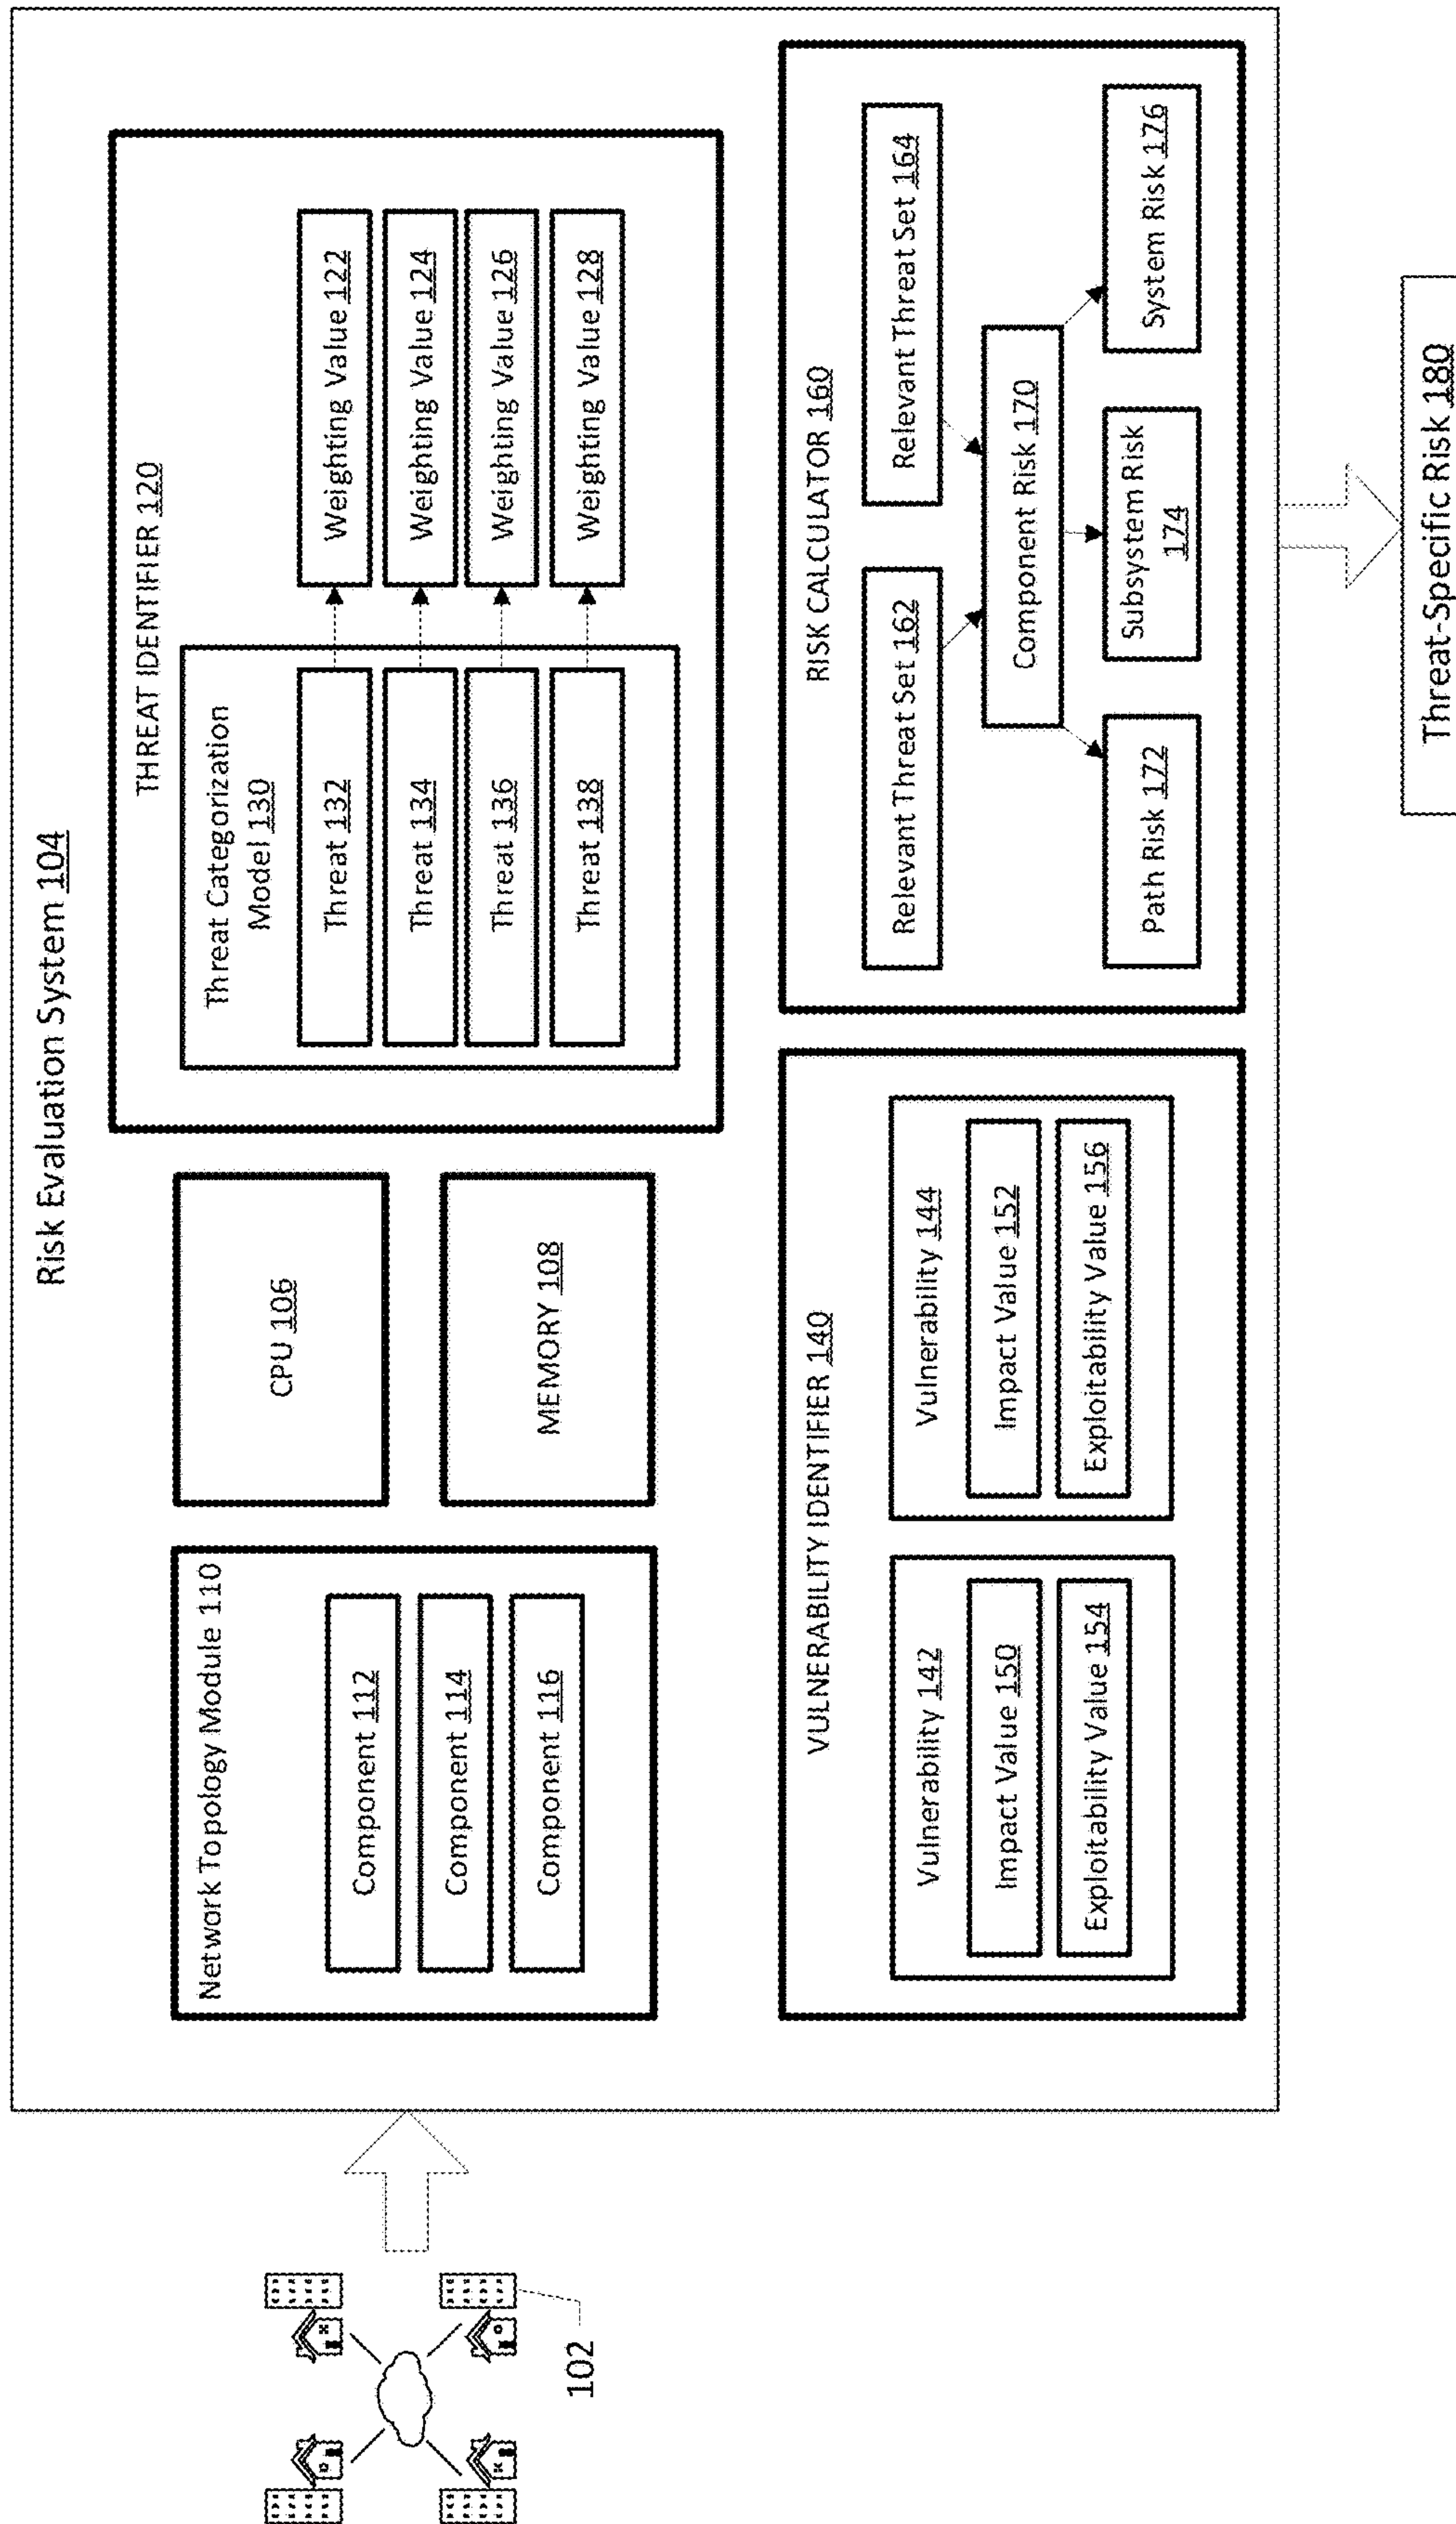 Risk Evaluation System 104
Network Topology Module 110
Component 112
Component 114
Component 116
CPU 106
MEMORY 108
THREAT IDENTIFIER 120
Threat Categorization
Model 130
Threat 132
Threat 134
Threat 136
Threat 138
Weighting Value 122
Weighting Value 124
Weighting Value 126
Weighting Value 128
102
VULNERABILITY IDENTIFIER 140
Vulnerability 142
Impact Value 150
Exploitability Value 154
Vulnerability 144
Impact Value 152
Exploitability Value 156
RISK CALCULATOR 160
Relevant Threat Set 162
Relevant Threat Set 164
Component Risk 170
Path Risk 172
Subsystem Risk
174
System Risk 176
Threat-Specific Risk 180